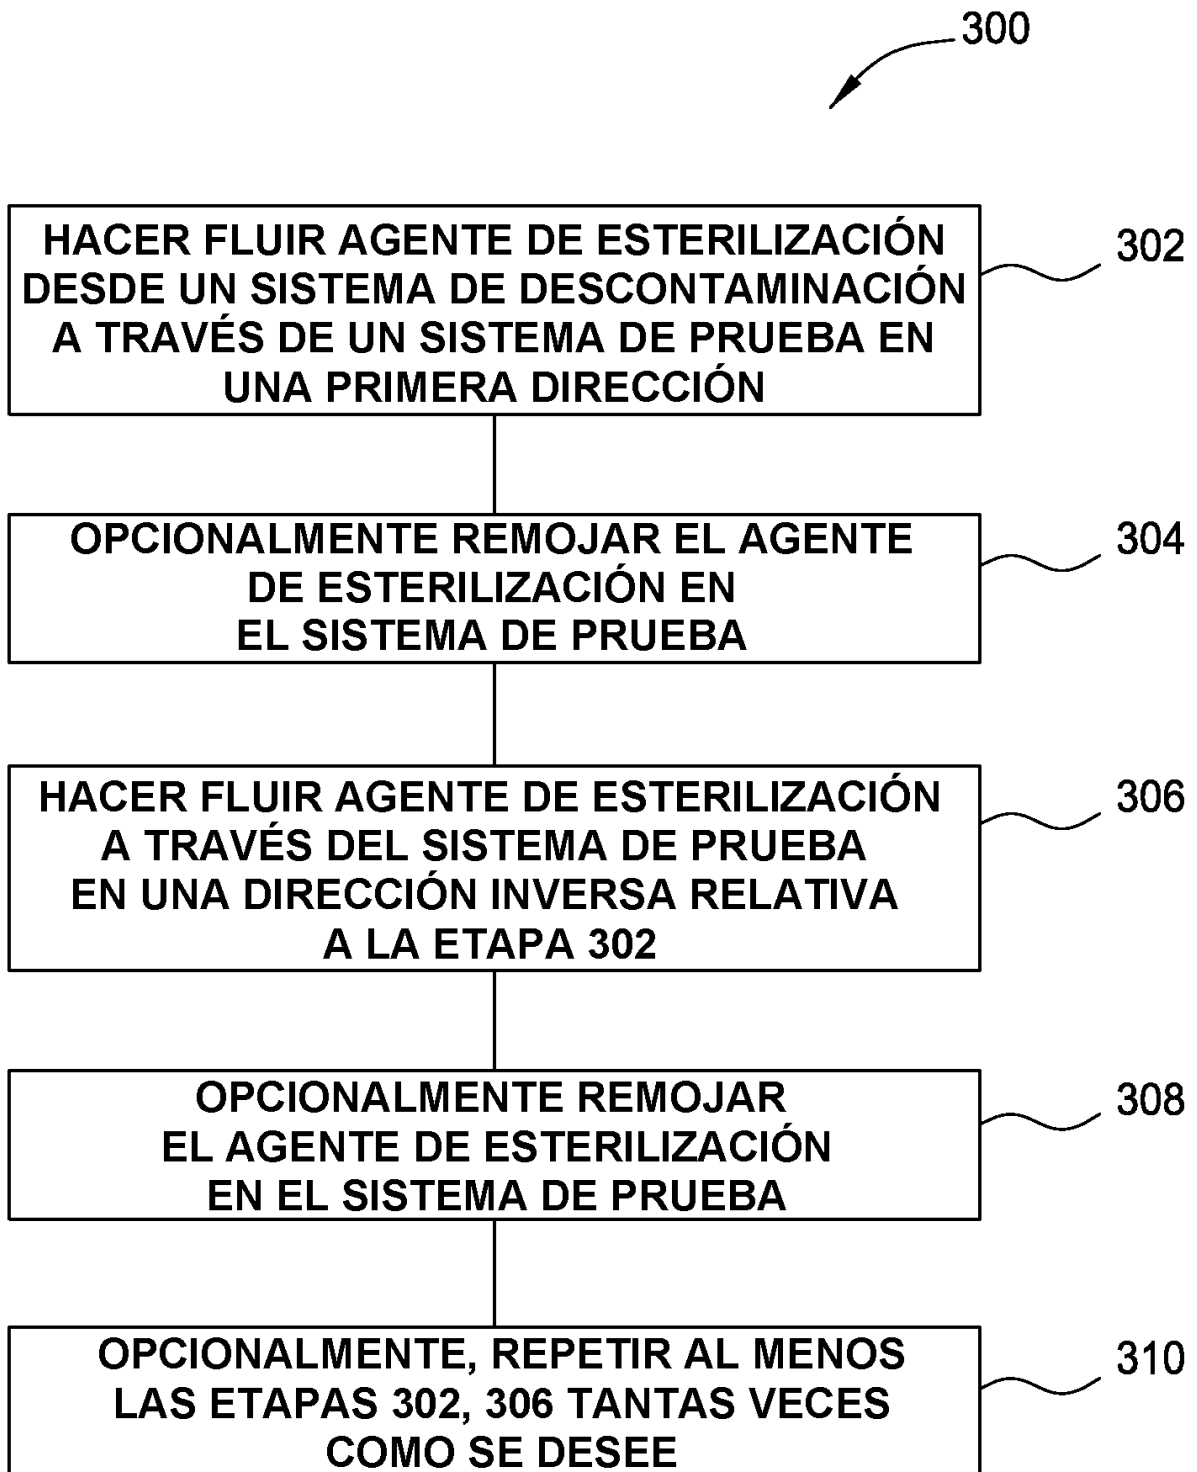 300
HACER FLUIR AGENTE DE ESTERILIZACIÓN
DESDE UN SISTEMA DE DESCONTAMINACIÓN
A TRAVÉS DE UN SISTEMA DE PRUEBA EN
UNA PRIMERA DIRECCIÓN
302
OPCIONALMENTE REMOJAR EL AGENTE
DE ESTERILIZACIÓN EN
EL SISTEMA DE PRUEBA
304
HACER FLUIR AGENTE DE ESTERILIZACIÓN
A TRAVÉS DEL SISTEMA DE PRUEBA
EN UNA DIRECCIÓN INVERSA RELATIVA
A LA ETAPA 302
306
OPCIONALMENTE REMOJAR
EL AGENTE DE ESTERILIZACIÓN
EN EL SISTEMA DE PRUEBA
308
OPCIONALMENTE, REPETIR AL MENOS
LAS ETAPAS 302, 306 TANTAS VECES
COMO SE DESEE
310